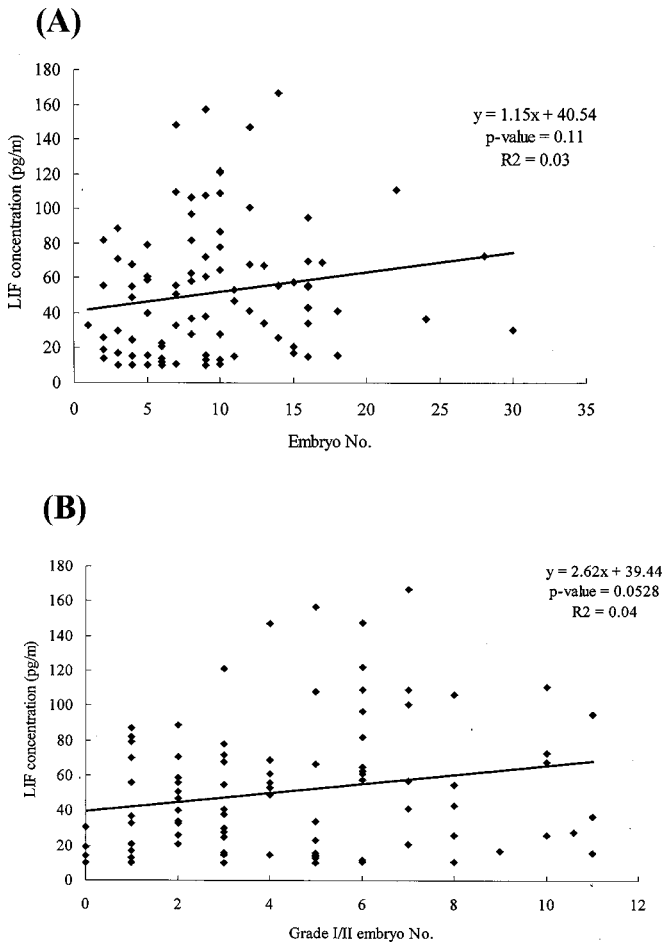 (A)
180
160
140
120
100
80
60
40
20
0
LIF concentration (pg/m)
y = 1.15x + 40.54
p-value = 0.11
R2 = 0.03
0 5 10 15 20 25 30 35
Embryo No.
(B)
180
160
140
120
100
80
60
40
20
0
LIF concentration (pg/m)
y = 2.62x + 39.44
p-value = 0.0528
R2 = 0.04
0 2 4 6 8 10 12
Grade I/II embryo No.